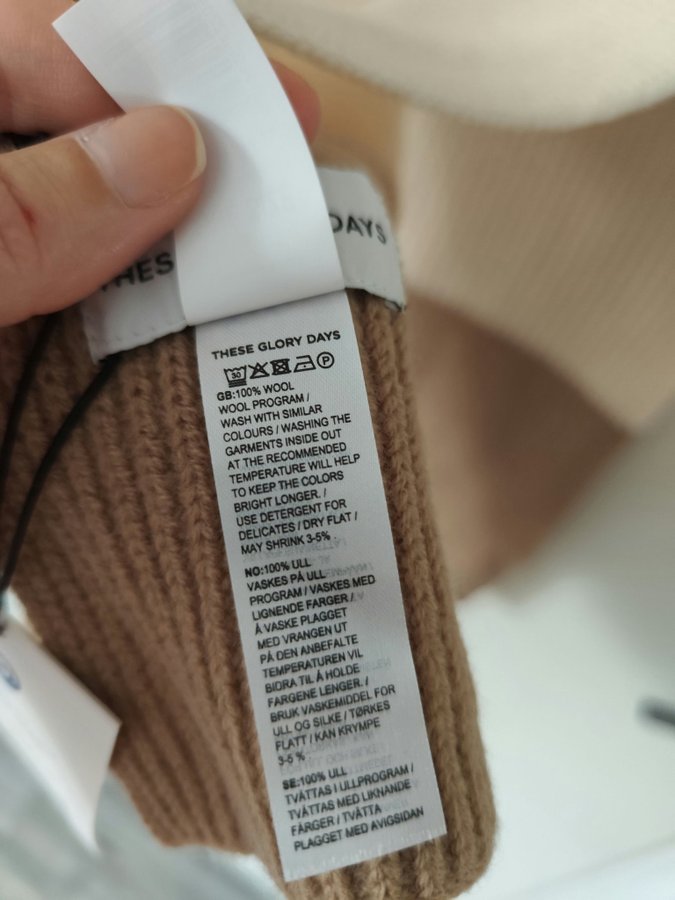 THES
DAYS
THESE GLORY DAYS
30 P
GB:100% WOOL
WOOL PROGRAM /
WASH WITH SIMILAR
COLOURS / WASHING THE
GARMENTS INSIDE OUT
AT THE RECOMMENDED
TEMPERATURE WILL HELP
TO KEEP THE COLORS
BRIGHT LONGER. /
USE DETERGENT FOR
DELICATES / DRY FLAT /
MAY SHRINK 3-5%
NO:100% ULL
VASKES PÅ ULL
PROGRAM / VASKES MED
LIGNENDE FARGER /
Å VASKE PLAGGET
MED VRANGEN UT
PÅ DEN ANBEFALTE
TEMPERATUREN VIL
BIDRA TIL Å HOLDE
FARGENE LENGER. /
BRUK VASKEMIDDEL FOR
ULL OG SILKE / TØRKES
FLATT / KAN KRYMPE
3-5 %
SE:100% ULL
TVÄTTAS I ULLPROGRAM /
TVÄTTAS MED LIKNANDE
FÄRGER / TVÄTTA
PLAGGET MED AVIGSIDAN